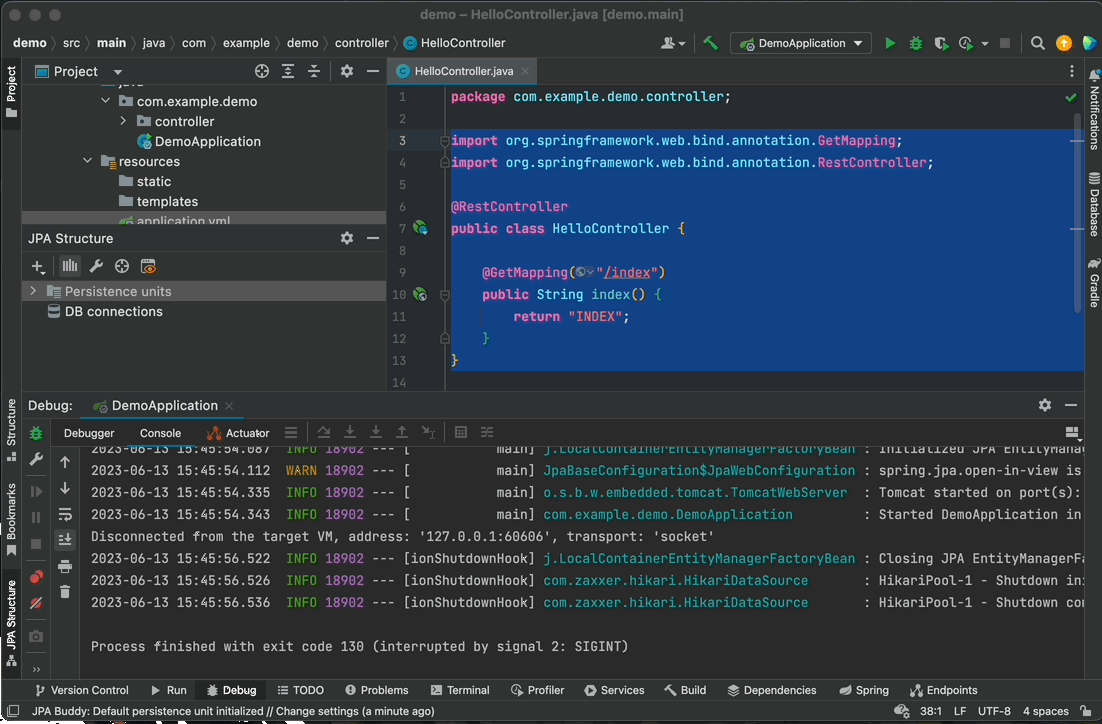 demo – HelloController.java [demo.main]
demo src main java com example demo controller HelloController
DemoApplication
Project
Project
HelloController.java
java
com.example.demo
controller
DemoApplication
resources
static
templates
application.yml
JPA Structure
Persistence units
DB connections
1 package com.example.demo.controller;
2
3 import org.springframework.web.bind.annotation.GetMapping;
4 import org.springframework.web.bind.annotation.RestController;
5
6 @RestController
7 public class HelloController {
8
9 @GetMapping("/index")
10 public String index() {
11 return "INDEX";
12 }
13 }
14
Notifications
Database
Gradle
Structure
Bookmarks
JPA Structure
Debug: DemoApplication
Debugger Console Actuator
2023-06-13 15:45:54.087 INFO 18902 --- [ main] j.LocalContainerEntityManagerFactoryBean : Initialized JPA EntityManag
2023-06-13 15:45:54.112 WARN 18902 --- [ main] JpaBaseConfiguration$JpaWebConfiguration : spring.jpa.open-in-view is
2023-06-13 15:45:54.335 INFO 18902 --- [ main] o.s.b.w.embedded.tomcat.TomcatWebServer : Tomcat started on port(s):
2023-06-13 15:45:54.343 INFO 18902 --- [ main] com.example.demo.DemoApplication : Started DemoApplication in
Disconnected from the target VM, address: '127.0.0.1:60606', transport: 'socket'
2023-06-13 15:45:56.522 INFO 18902 --- [ionShutdownHook] j.LocalContainerEntityManagerFactoryBean : Closing JPA EntityManagerFa
2023-06-13 15:45:56.526 INFO 18902 --- [ionShutdownHook] com.zaxxer.hikari.HikariDataSource : HikariPool-1 - Shutdown ini
2023-06-13 15:45:56.536 INFO 18902 --- [ionShutdownHook] com.zaxxer.hikari.HikariDataSource : HikariPool-1 - Shutdown com
Process finished with exit code 130 (interrupted by signal 2: SIGINT)
Version Control Run Debug TODO Problems Terminal Profiler Services Build Dependencies Spring Endpoints
JPA Buddy: Default persistence unit initialized // Change settings (a minute ago) 38:1 LF UTF-8 4 spaces